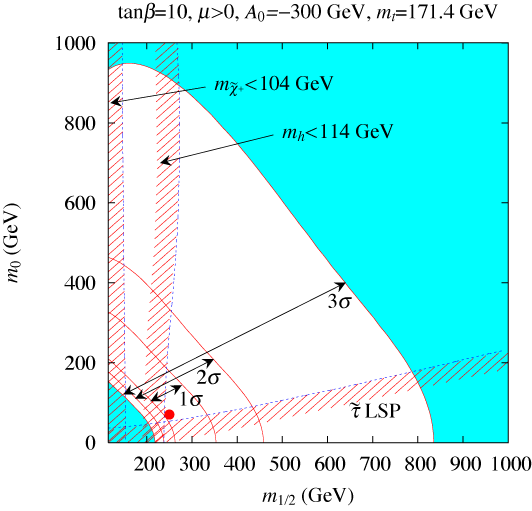 tanβ=10, μ>0, A₀=−300 GeV, mₜ=171.4 GeV
1000
800
600
400
200
0
m₀ (GeV)
m_χ̃⁺<104 GeV
mₕ<114 GeV
3σ
2σ
1σ
τ̃ LSP
200 300 400 500 600 700 800 900 1000
m₁/₂ (GeV)